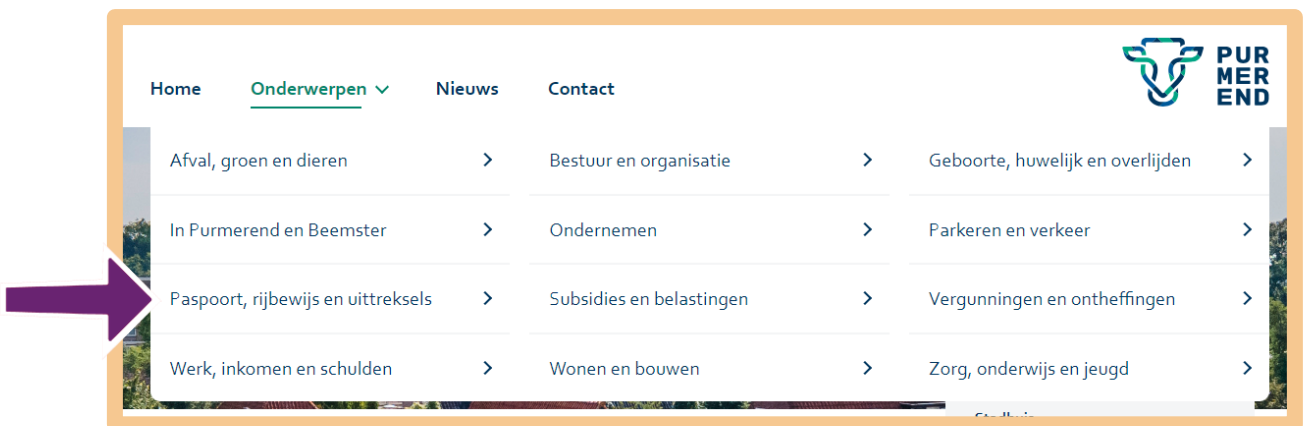 Home Onderwerpen Nieuws Contact
PUR
MER
END
Afval, groen en dieren
Bestuur en organisatie
Geboorte, huwelijk en overlijden
In Purmerend en Beemster
Ondernemen
Parkeren en verkeer
Paspoort, rijbewijs en uittreksels
Subsidies en belastingen
Vergunningen en ontheffingen
Werk, inkomen en schulden
Wonen en bouwen
Zorg, onderwijs en jeugd